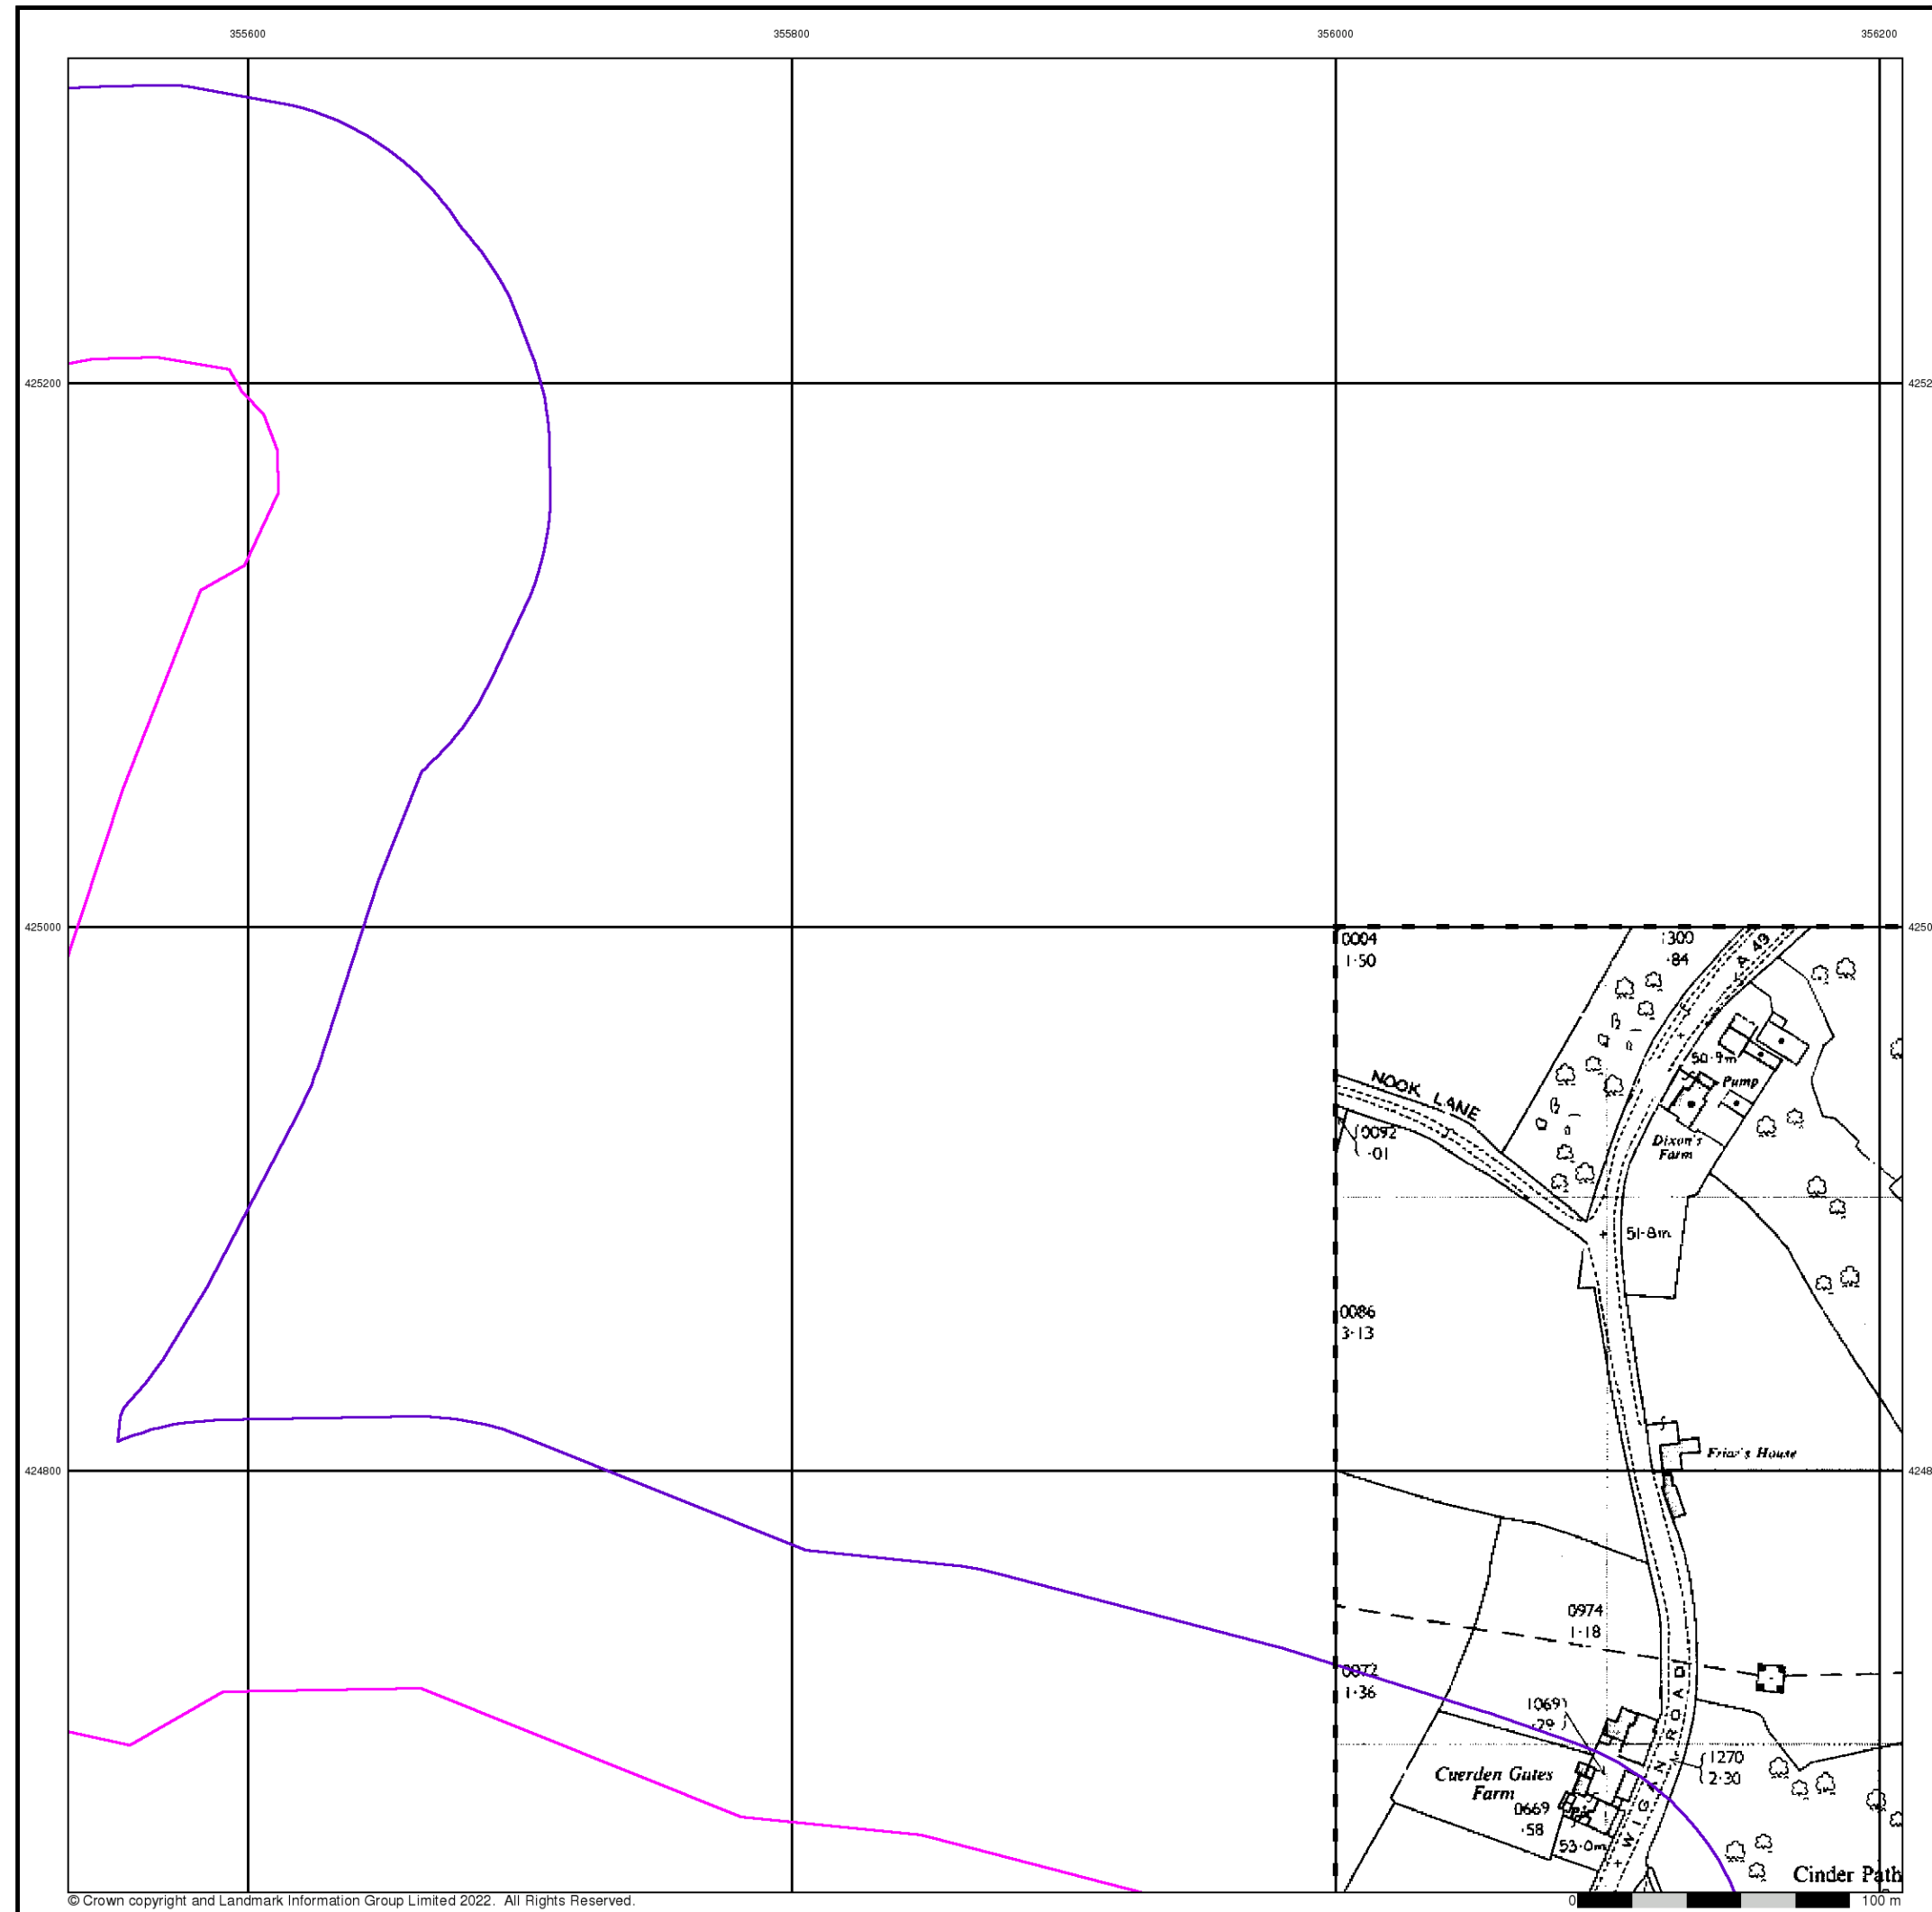 355600 355800 356000 356200
425200 4252
425000 4250
0004
1·50
1300
·84
A 49
50·9m
Pump
NOOK LANE
0092
·01
Dixon's
Farm
51·8m
0086
3·13
Friar's House
424800 4248
0974
1·18
0072
1·36
1069
·29
WIGAN ROAD
1270
2·30
Cuerden Gates
Farm
0669
·58
53·0m
Cinder Path
© Crown copyright and Landmark Information Group Limited 2022. All Rights Reserved.
0 100 m